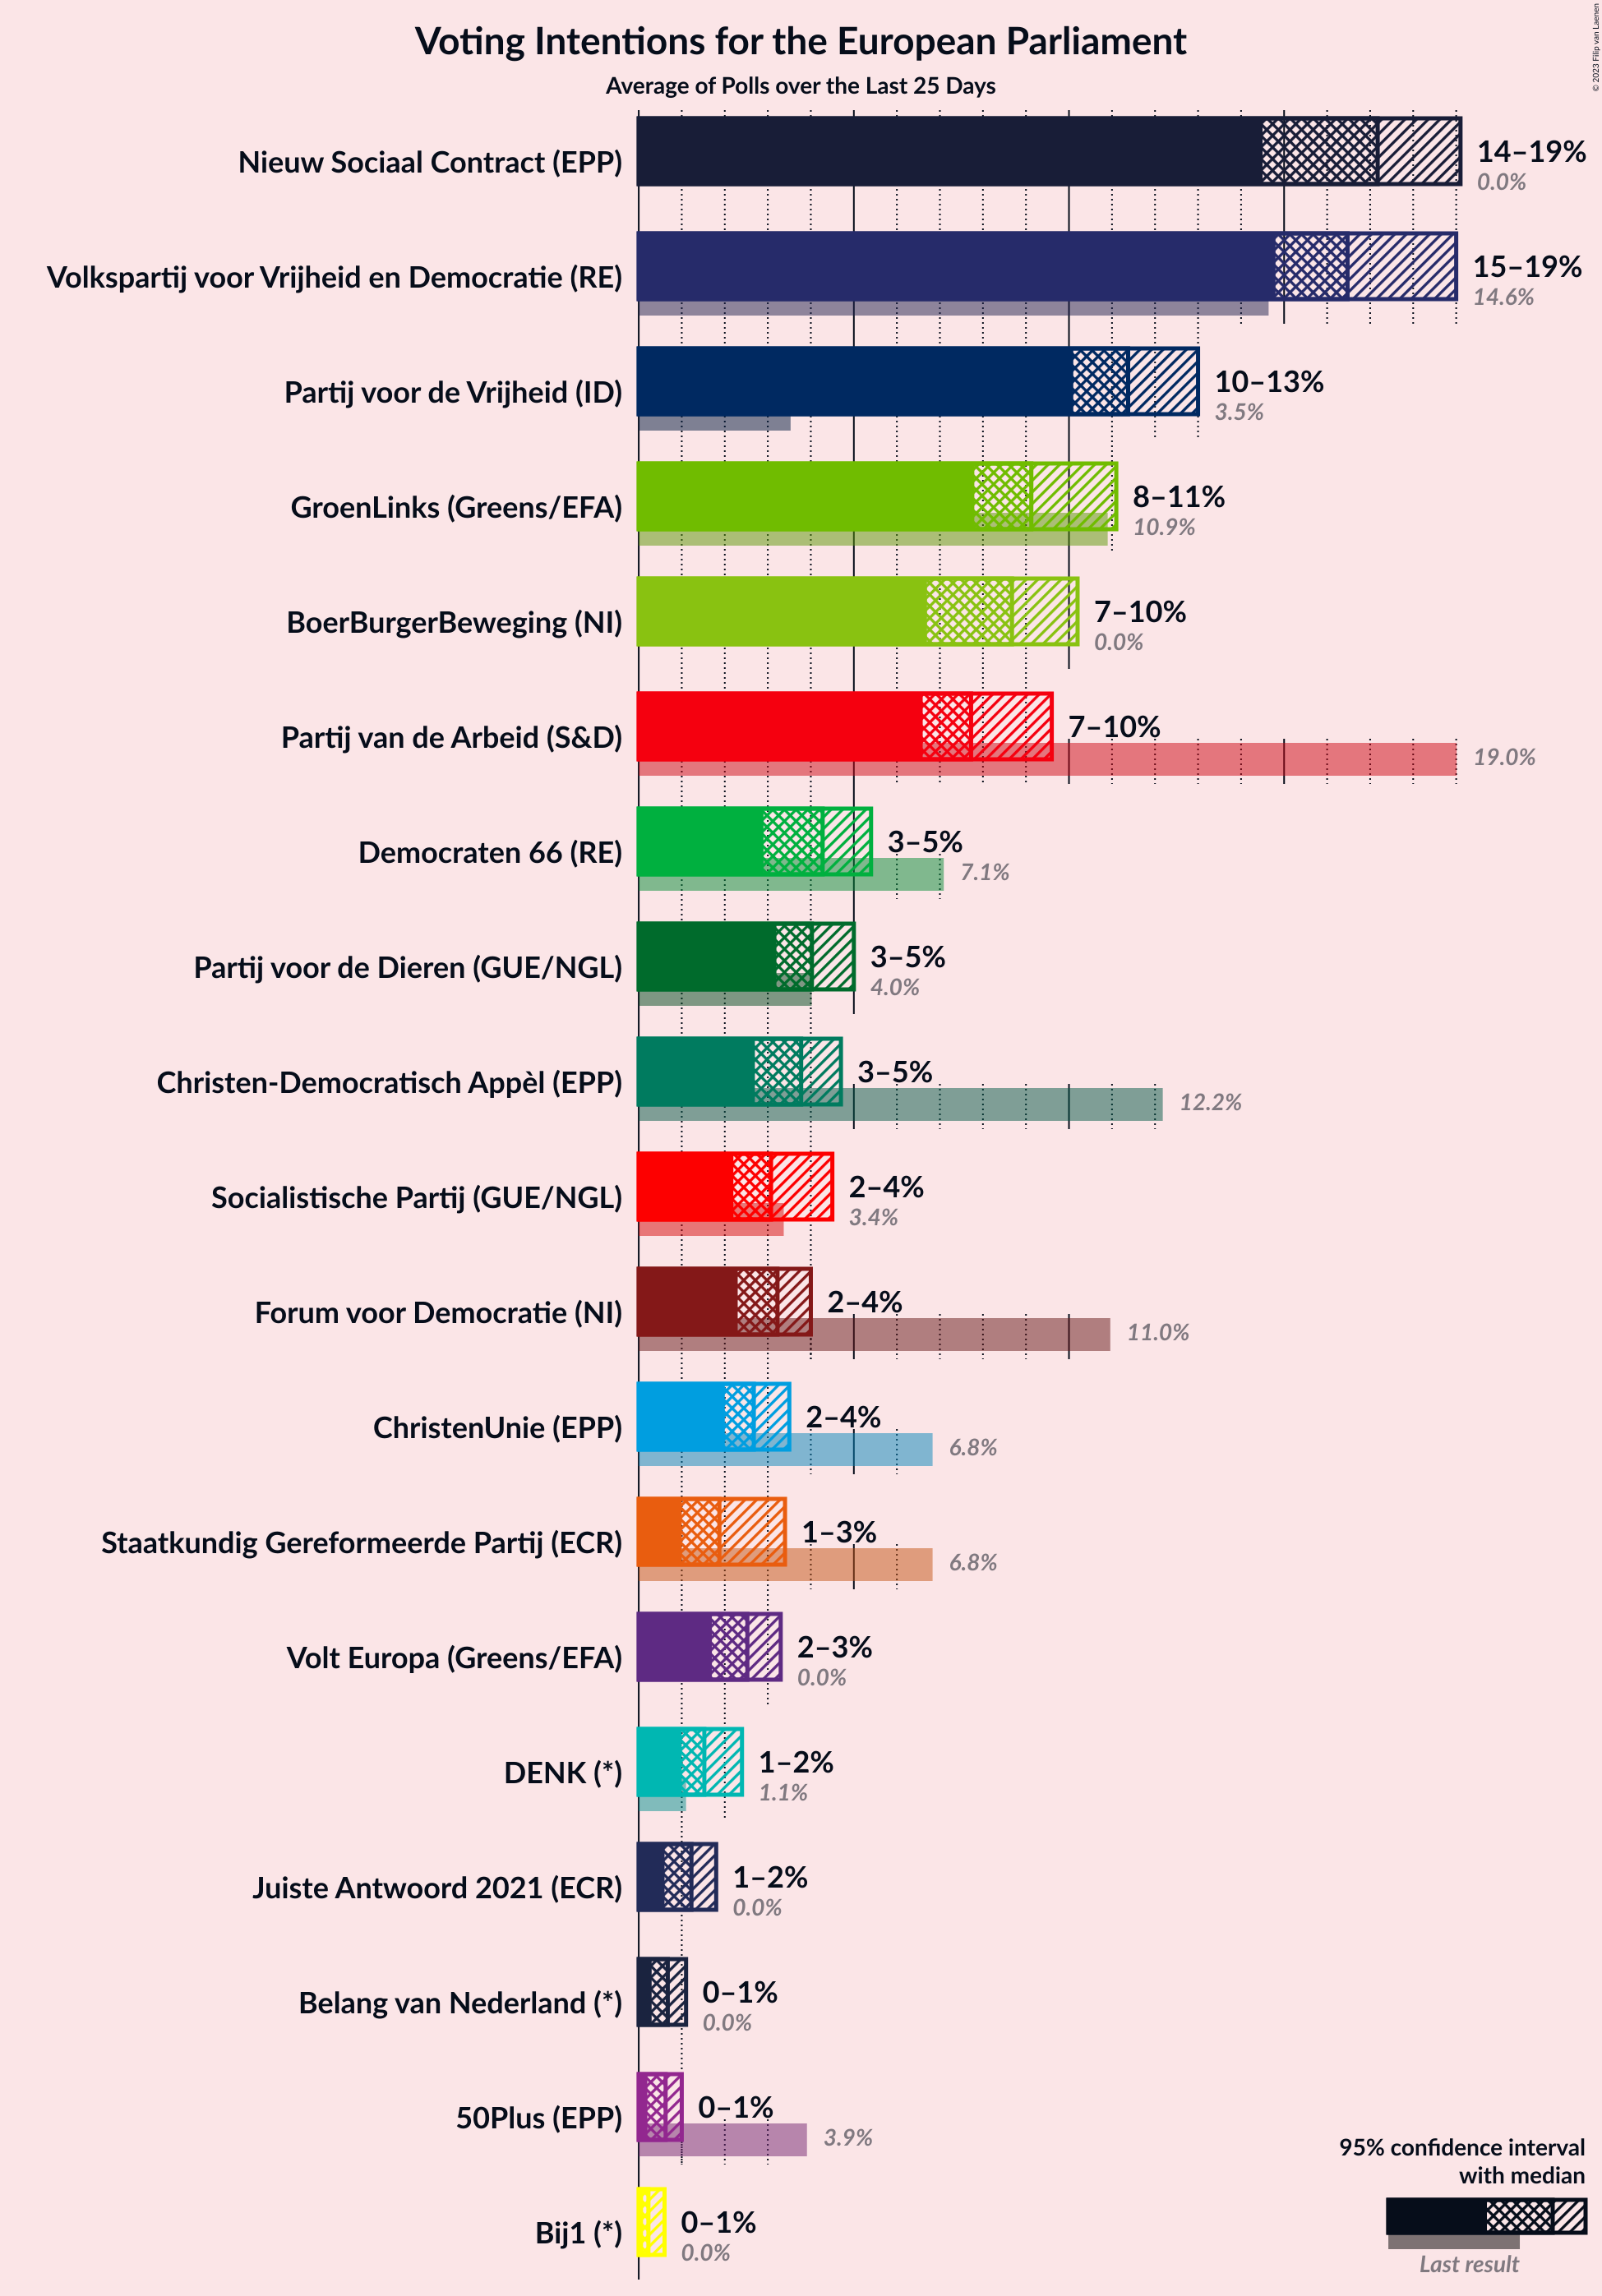 Voting Intentions for the European Parliament
Average of Polls over the Last 25 Days
© 2023 Filip van Laenen
Nieuw Sociaal Contract (EPP)
14–19%
0.0%
Volkspartij voor Vrijheid en Democratie (RE)
15–19%
14.6%
Partij voor de Vrijheid (ID)
10–13%
3.5%
GroenLinks (Greens/EFA)
8–11%
10.9%
BoerBurgerBeweging (NI)
7–10%
0.0%
Partij van de Arbeid (S&D)
7–10%
19.0%
Democraten 66 (RE)
3–5%
7.1%
Partij voor de Dieren (GUE/NGL)
3–5%
4.0%
Christen-Democratisch Appèl (EPP)
3–5%
12.2%
Socialistische Partij (GUE/NGL)
2–4%
3.4%
Forum voor Democratie (NI)
2–4%
11.0%
ChristenUnie (EPP)
2–4%
6.8%
Staatkundig Gereformeerde Partij (ECR)
1–3%
6.8%
Volt Europa (Greens/EFA)
2–3%
0.0%
DENK (*)
1–2%
1.1%
Juiste Antwoord 2021 (ECR)
1–2%
0.0%
Belang van Nederland (*)
0–1%
0.0%
50Plus (EPP)
0–1%
3.9%
Bij1 (*)
0–1%
0.0%
95% confidence interval
with median
Last result